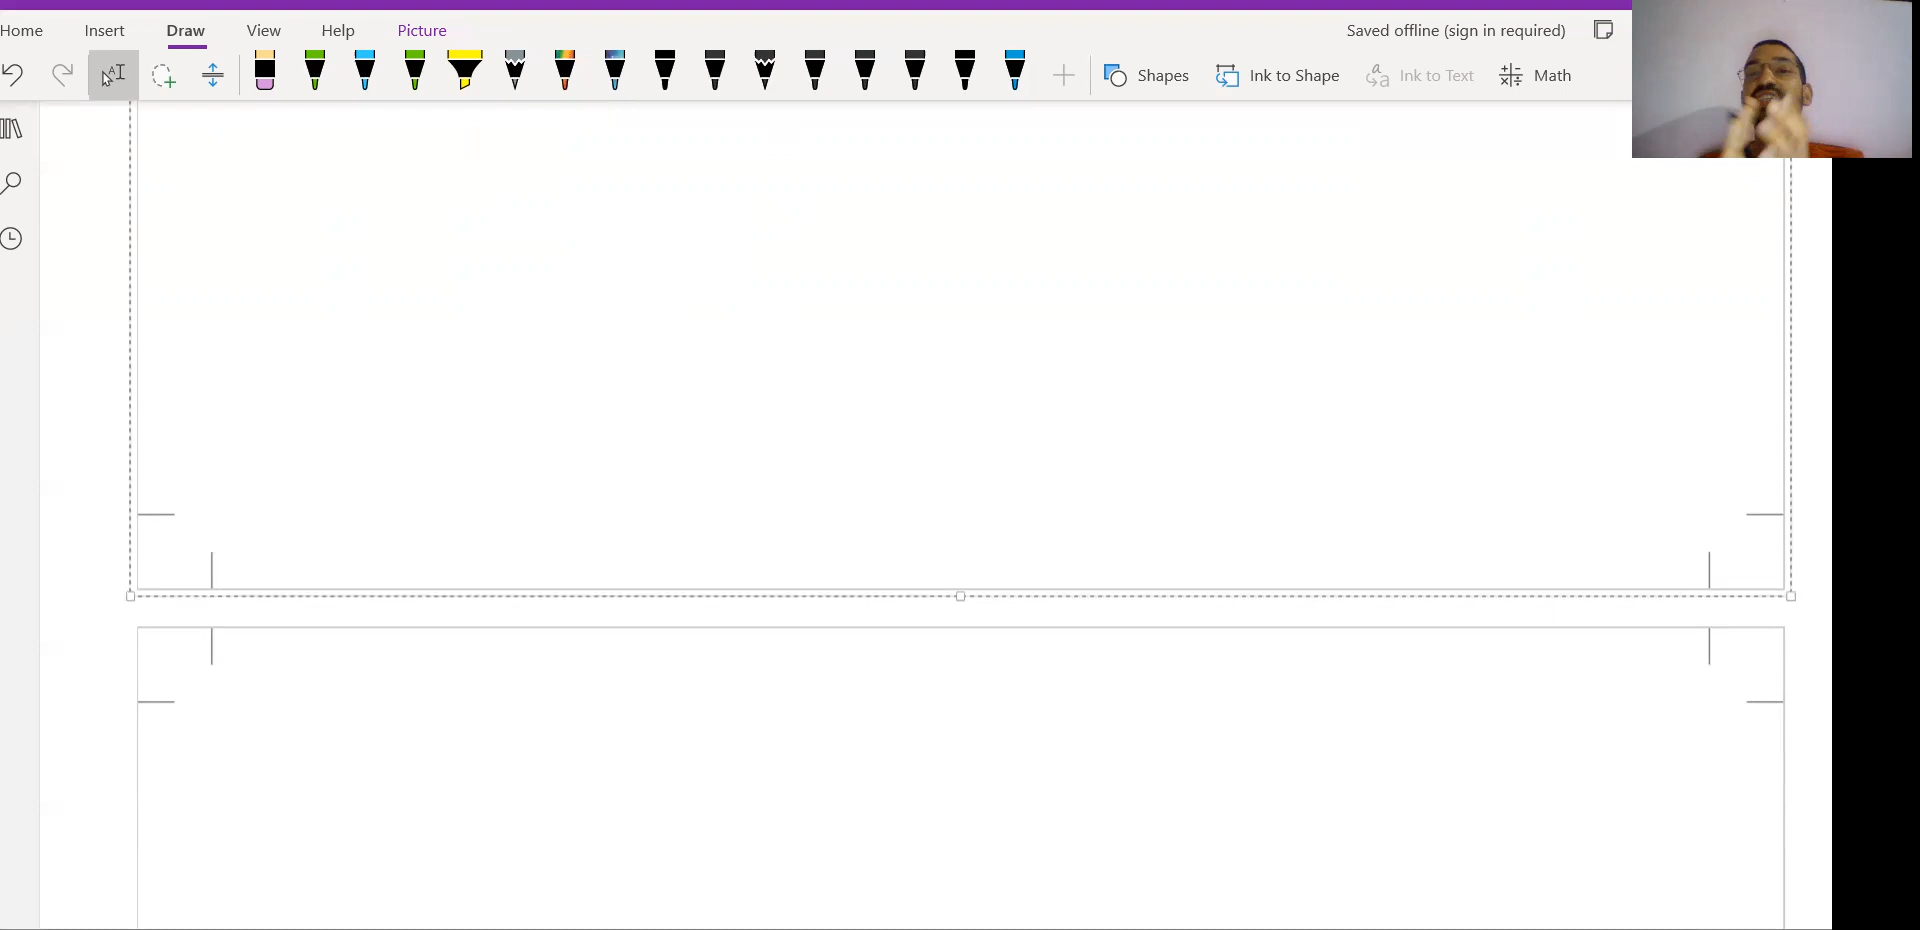 Home Insert Draw View Help Picture Saved offline (sign in required)
Shapes Ink to Shape Ink to Text Math